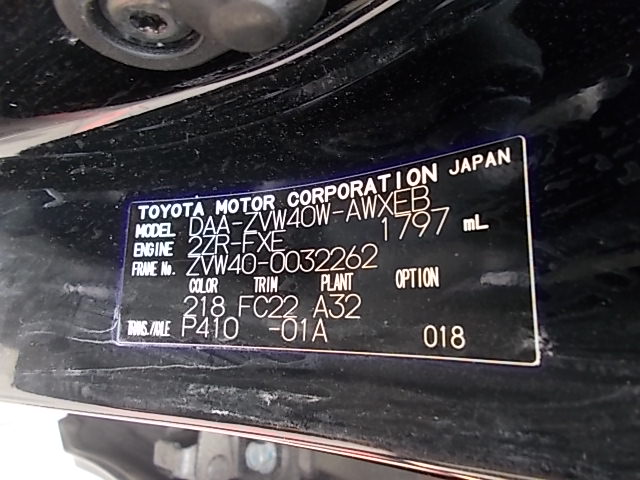 TOYOTA MOTOR CORPORATION JAPAN
MODEL DAA-ZVW40W-AWXEB
ENGINE 2ZR-FXE 1797 mL
FRAME No. ZVW40-0032262
COLOR TRIM PLANT OPTION
218 FC22 A32
TRANS./AXLE P410 -01A 018